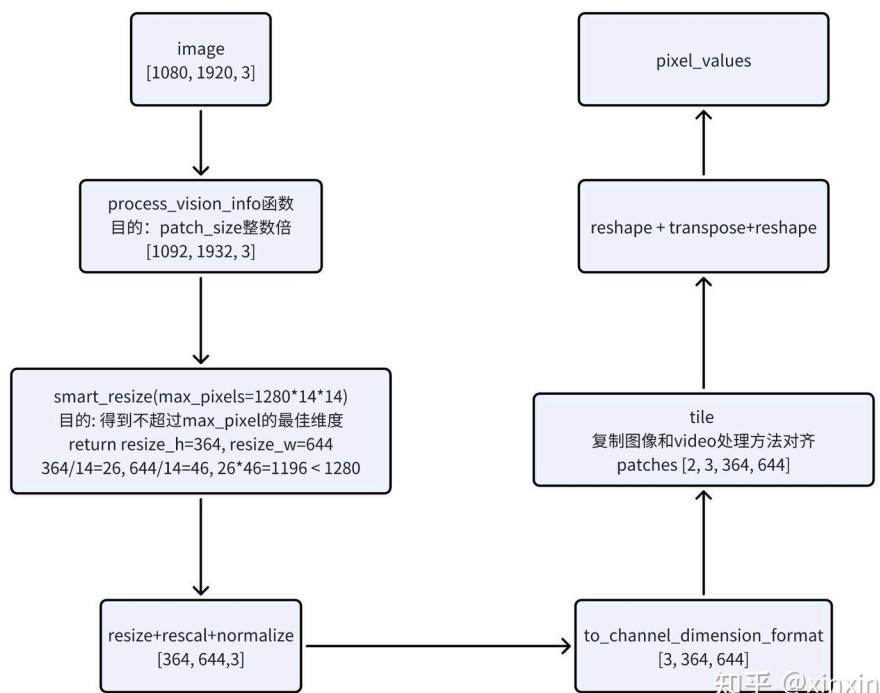 image
[1080, 1920, 3]
process_vision_info函数
目的：patch_size整数倍
[1092, 1932, 3]
smart_resize(max_pixels=1280*14*14)
目的: 得到不超过max_pixel的最佳维度
return resize_h=364, resize_w=644
364/14=26, 644/14=46, 26*46=1196 < 1280
resize+rescal+normalize
[364, 644,3]
to_channel_dimension_format
[3, 364, 644]
tile
复制图像和video处理方法对齐
patches [2, 3, 364, 644]
reshape + transpose+reshape
pixel_values
知乎 @xinxin